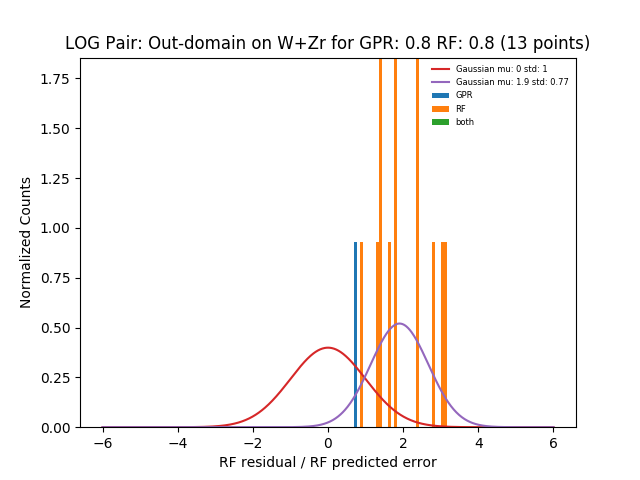 LOG Pair: Out-domain on W+Zr for GPR: 0.8 RF: 0.8 (13 points)
Gaussian mu: 0 std: 1
Gaussian mu: 1.9 std: 0.77
GPR
RF
both
Normalized Counts
1.75
1.50
1.25
1.00
0.75
0.50
0.25
0.00
−6 −4 −2 0 2 4 6
RF residual / RF predicted error